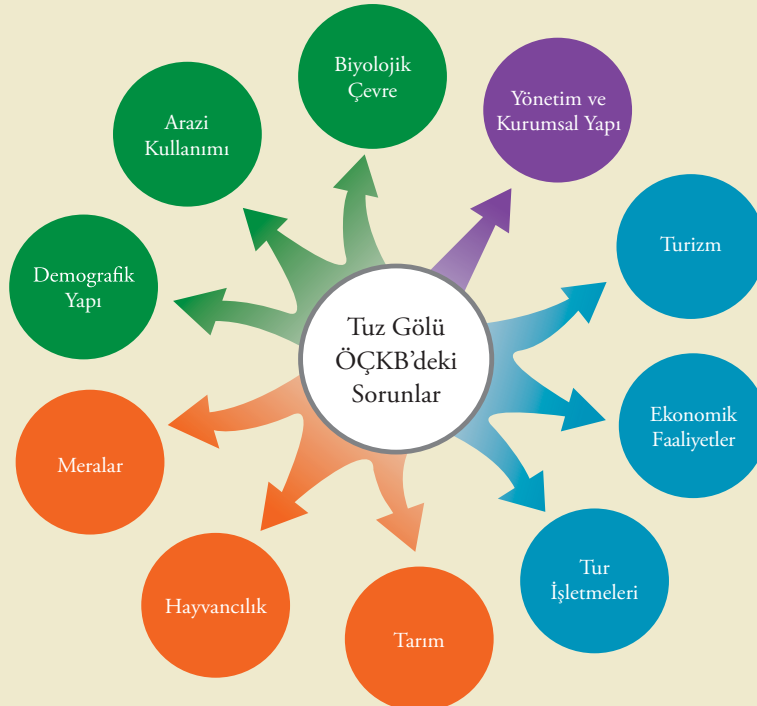 Biyolojik
Çevre
Yönetim ve
Kurumsal Yapı
Turizm
Ekonomik
Faaliyetler
Tur
İşletmeleri
Tarım
Hayvancılık
Meralar
Demografik
Yapı
Arazi
Kullanımı
Tuz Gölü
ÖÇKB’deki
Sorunlar